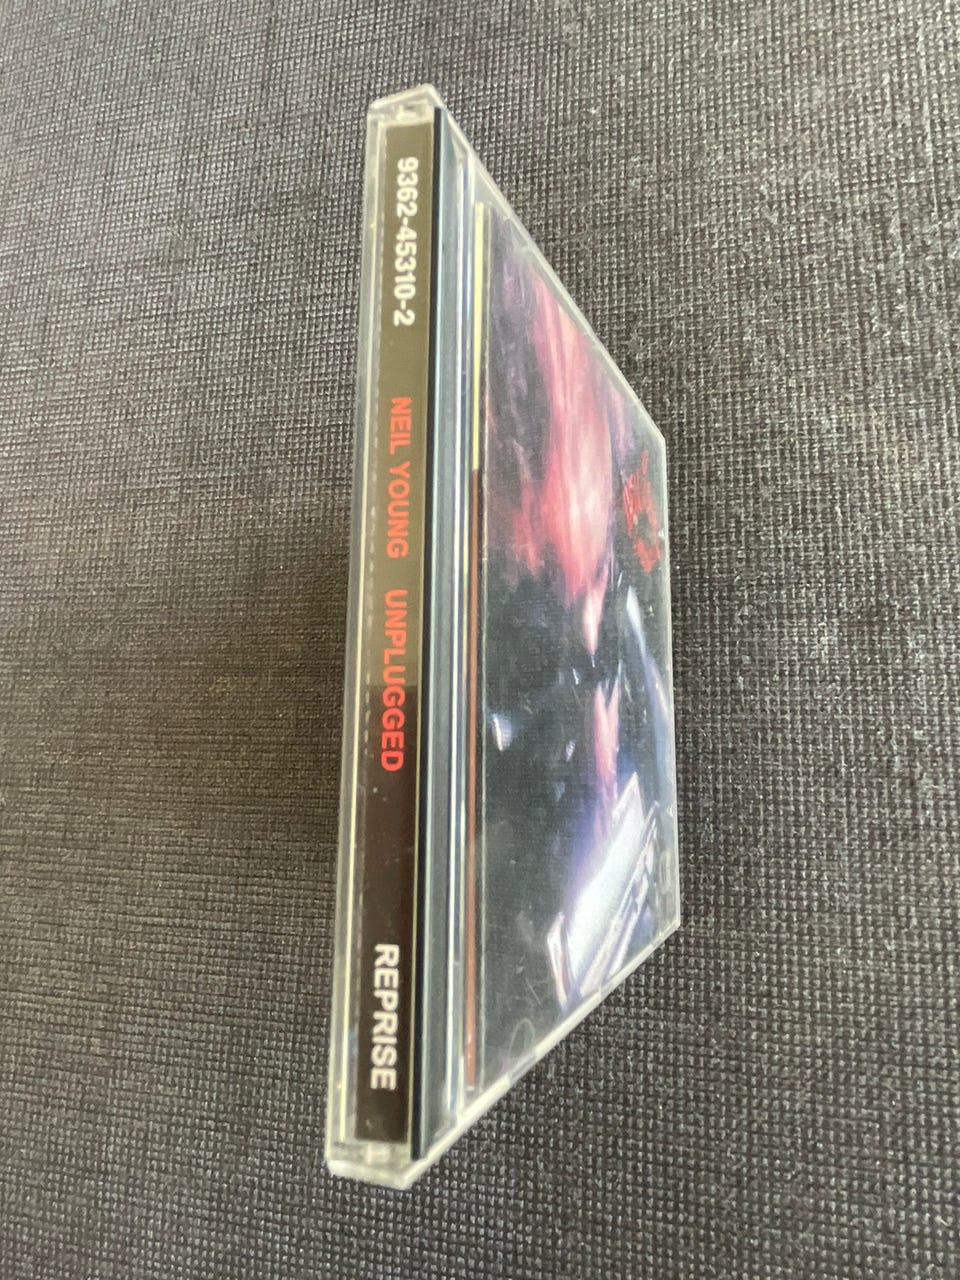 9362-45310-2 NEIL YOUNG UNPLUGGED REPRISE